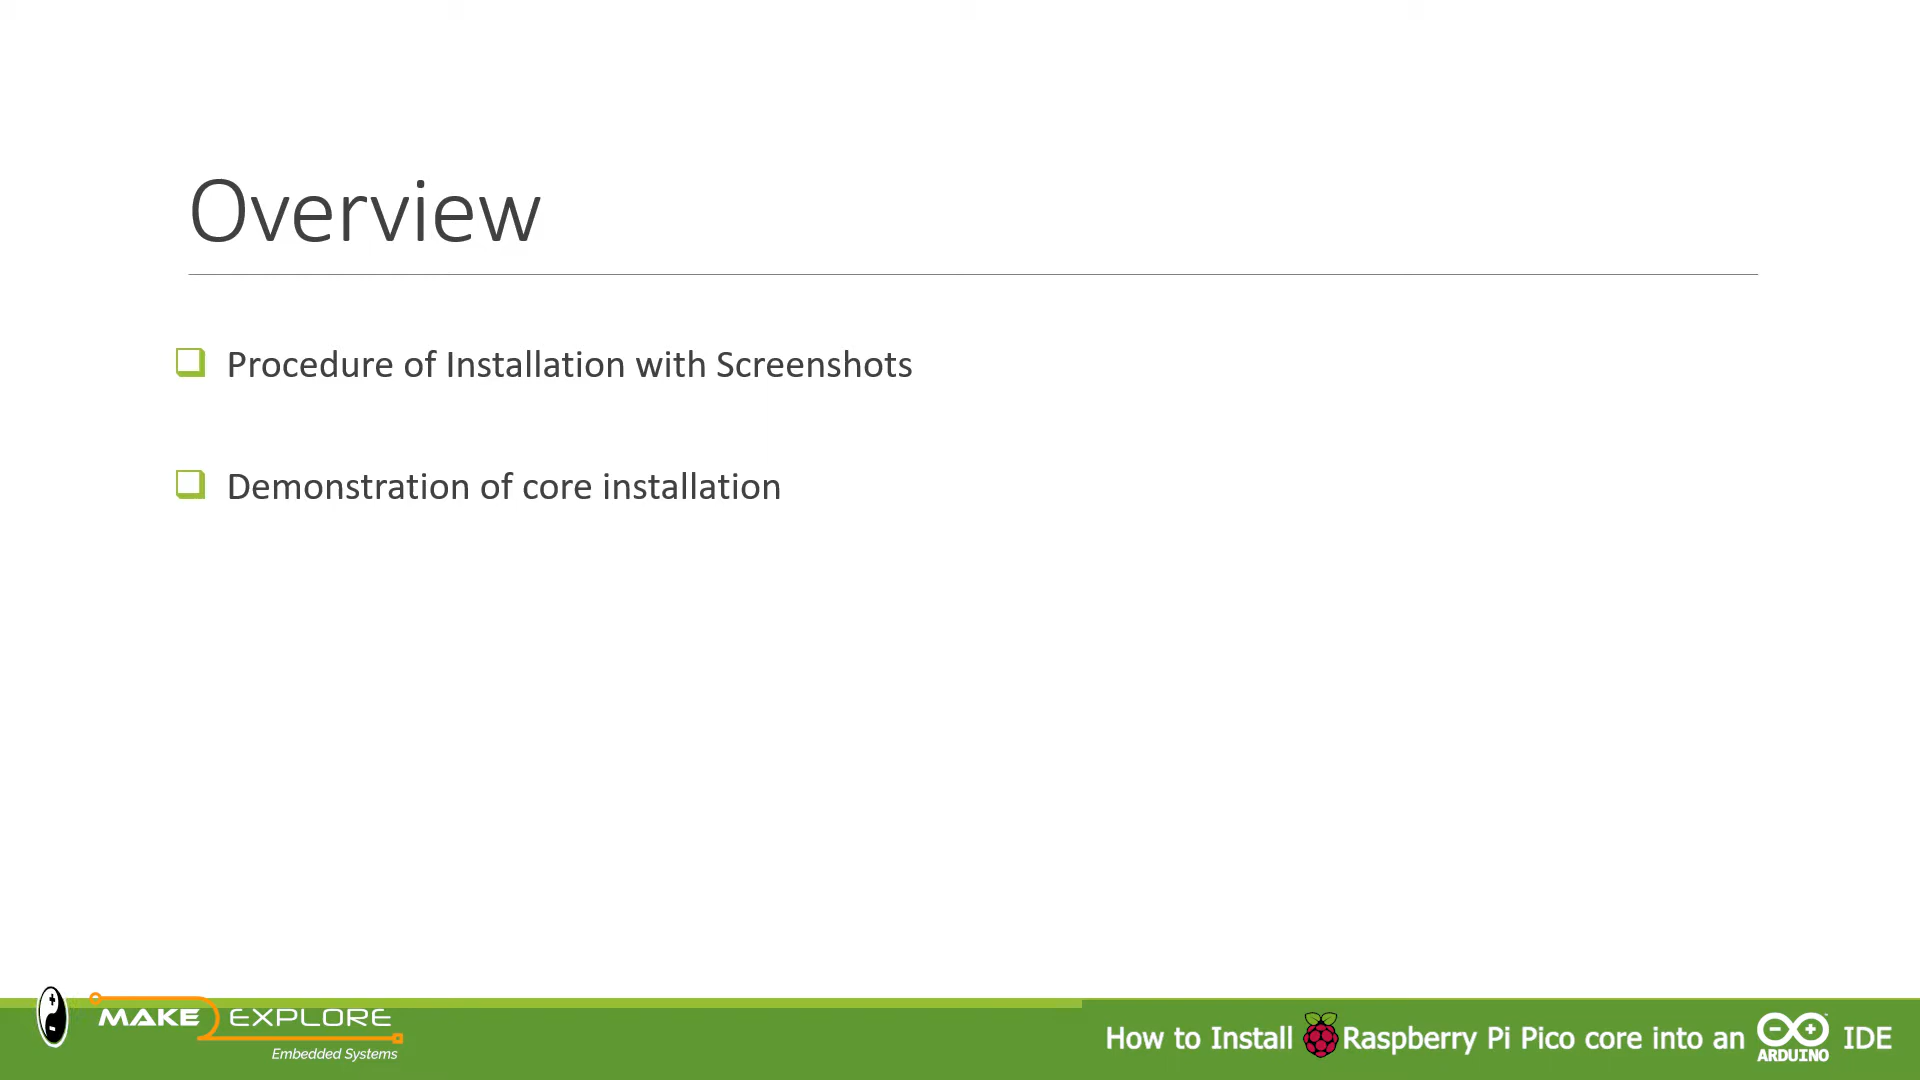 Overview
Procedure of Installation with Screenshots
Demonstration of core installation
MAKE EXPLORE
Embedded Systems
How to Install Raspberry Pi Pico core into an ARDUINO IDE